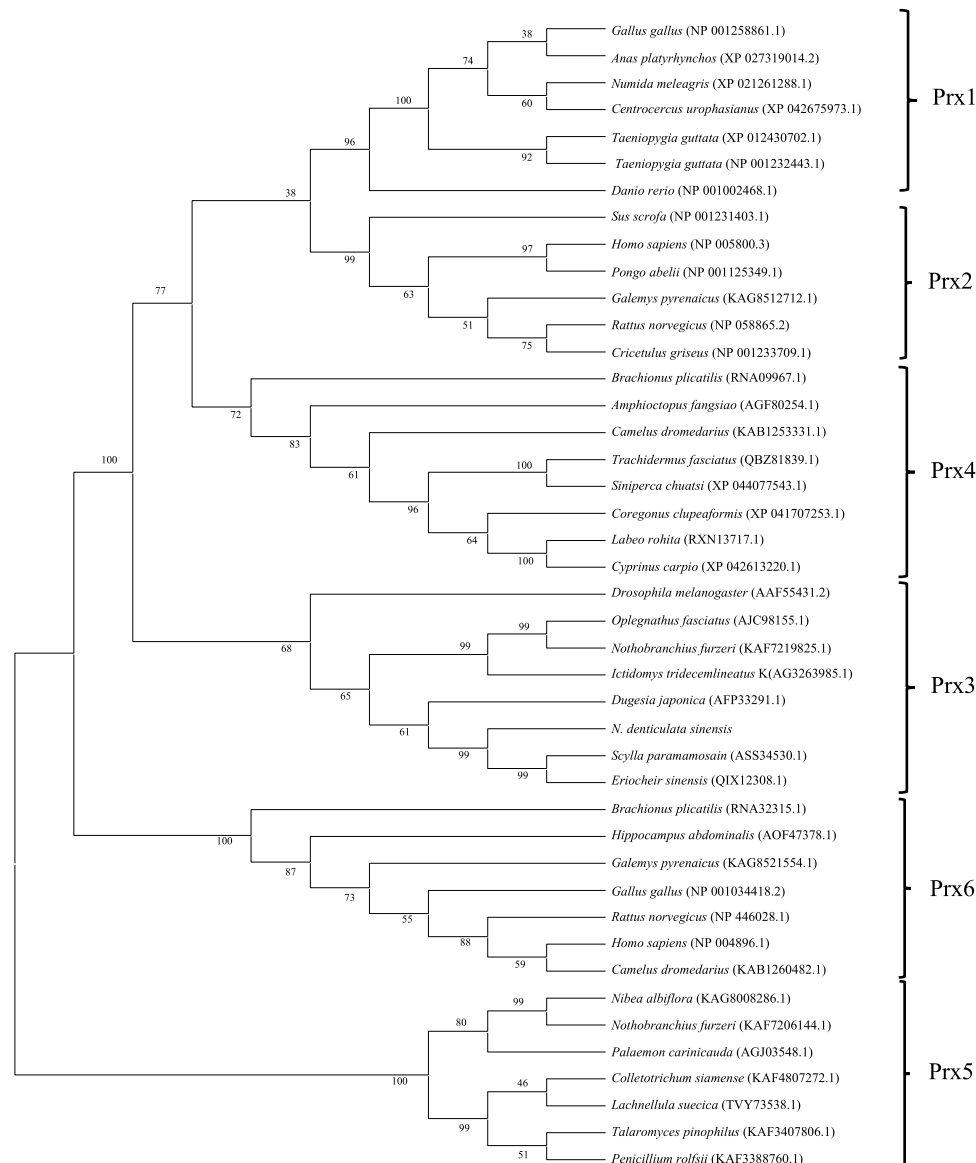 Gallus gallus (NP 001258861.1)
38
Anas platyrhynchos (XP 027319014.2)
74
Numida meleagris (XP 021261288.1)
Prx1
100
60
Centrocercus urophasianus (XP 042675973.1)
Taeniopygia guttata (XP 012430702.1)
96
92
Taeniopygia guttata (NP 001232443.1)
38
Danio rerio (NP 001002468.1)
Sus scrofa (NP 001231403.1)
Homo sapiens (NP 005800.3)
97
99
Pongo abelii (NP 001125349.1)
Prx2
77
63
Galemys pyrenaicus (KAG8512712.1)
51
Rattus norvegicus (NP 058865.2)
75
Cricetulus griseus (NP 001233709.1)
Brachionus plicatilis (RNA09967.1)
72
Amphioctopus fangsiao (AGF80254.1)
83
Camelus dromedarius (KAB1253331.1)
100
Trachidermus fasciatus (QBZ81839.1)
100
Prx4
61
Siniperca chuatsi (XP 044077543.1)
96
Coregonus clupeaformis (XP 041707253.1)
64
Labeo rohita (RXN13717.1)
100
Cyprinus carpio (XP 042613220.1)
Drosophila melanogaster (AAF55431.2)
Oplegnathus fasciatus (AJC98155.1)
99
68
99
Nothobranchius furzeri (KAF7219825.1)
Ictidomys tridecemlineatus K(AG3263985.1)
Prx3
65
Dugesia japonica (AFP33291.1)
61
N. denticulata sinensis
99
Scylla paramamosain (ASS34530.1)
99
Eriocheir sinensis (QIX12308.1)
Brachionus plicatilis (RNA32315.1)
100
Hippocampus abdominalis (AOF47378.1)
87
Galemys pyrenaicus (KAG8521554.1)
Prx6
73
Gallus gallus (NP 001034418.2)
55
Rattus norvegicus (NP 446028.1)
88
Homo sapiens (NP 004896.1)
59
Camelus dromedarius (KAB1260482.1)
Nibea albiflora (KAG8008286.1)
99
80
Nothobranchius furzeri (KAF7206144.1)
Palaemon carinicauda (AGJ03548.1)
Prx5
100
46
Colletotrichum siamense (KAF4807272.1)
Lachnellula suecica (TVY73538.1)
99
Talaromyces pinophilus (KAF3407806.1)
51
Penicillium rolfsii (KAF3388760.1)